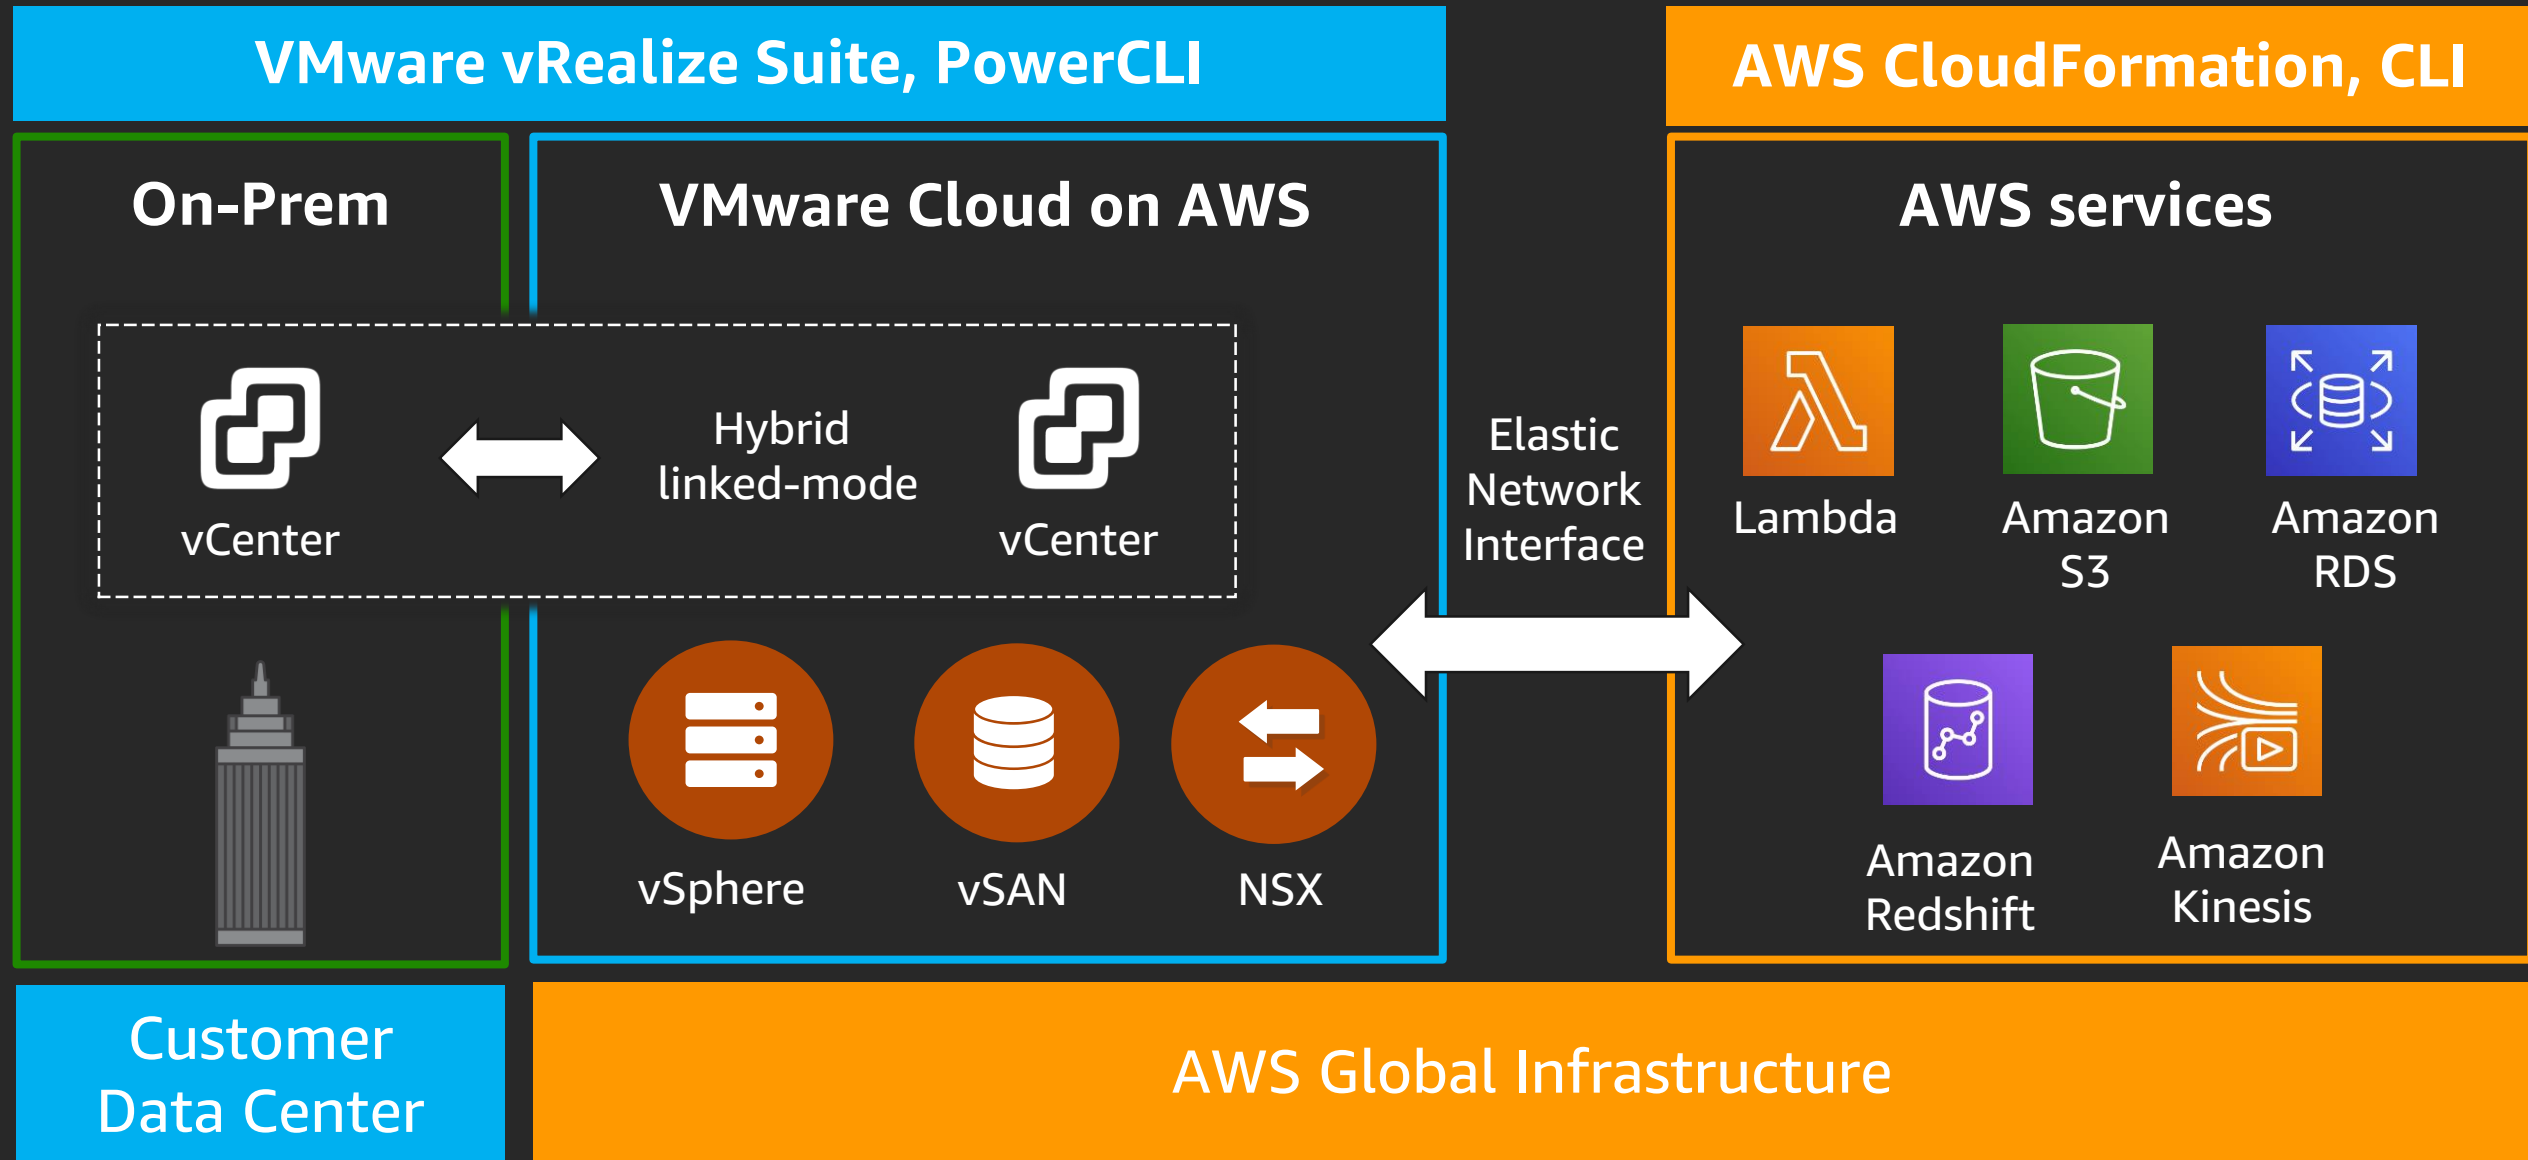 VMware vRealize Suite, PowerCLI
AWS CloudFormation, CLI
On-Prem
VMware Cloud on AWS
AWS services
vCenter
Hybrid
linked-mode
vCenter
Elastic
Network
Interface
Lambda
Amazon
S3
Amazon
RDS
vSphere
vSAN
NSX
Amazon
Redshift
Amazon
Kinesis
Customer
Data Center
AWS Global Infrastructure